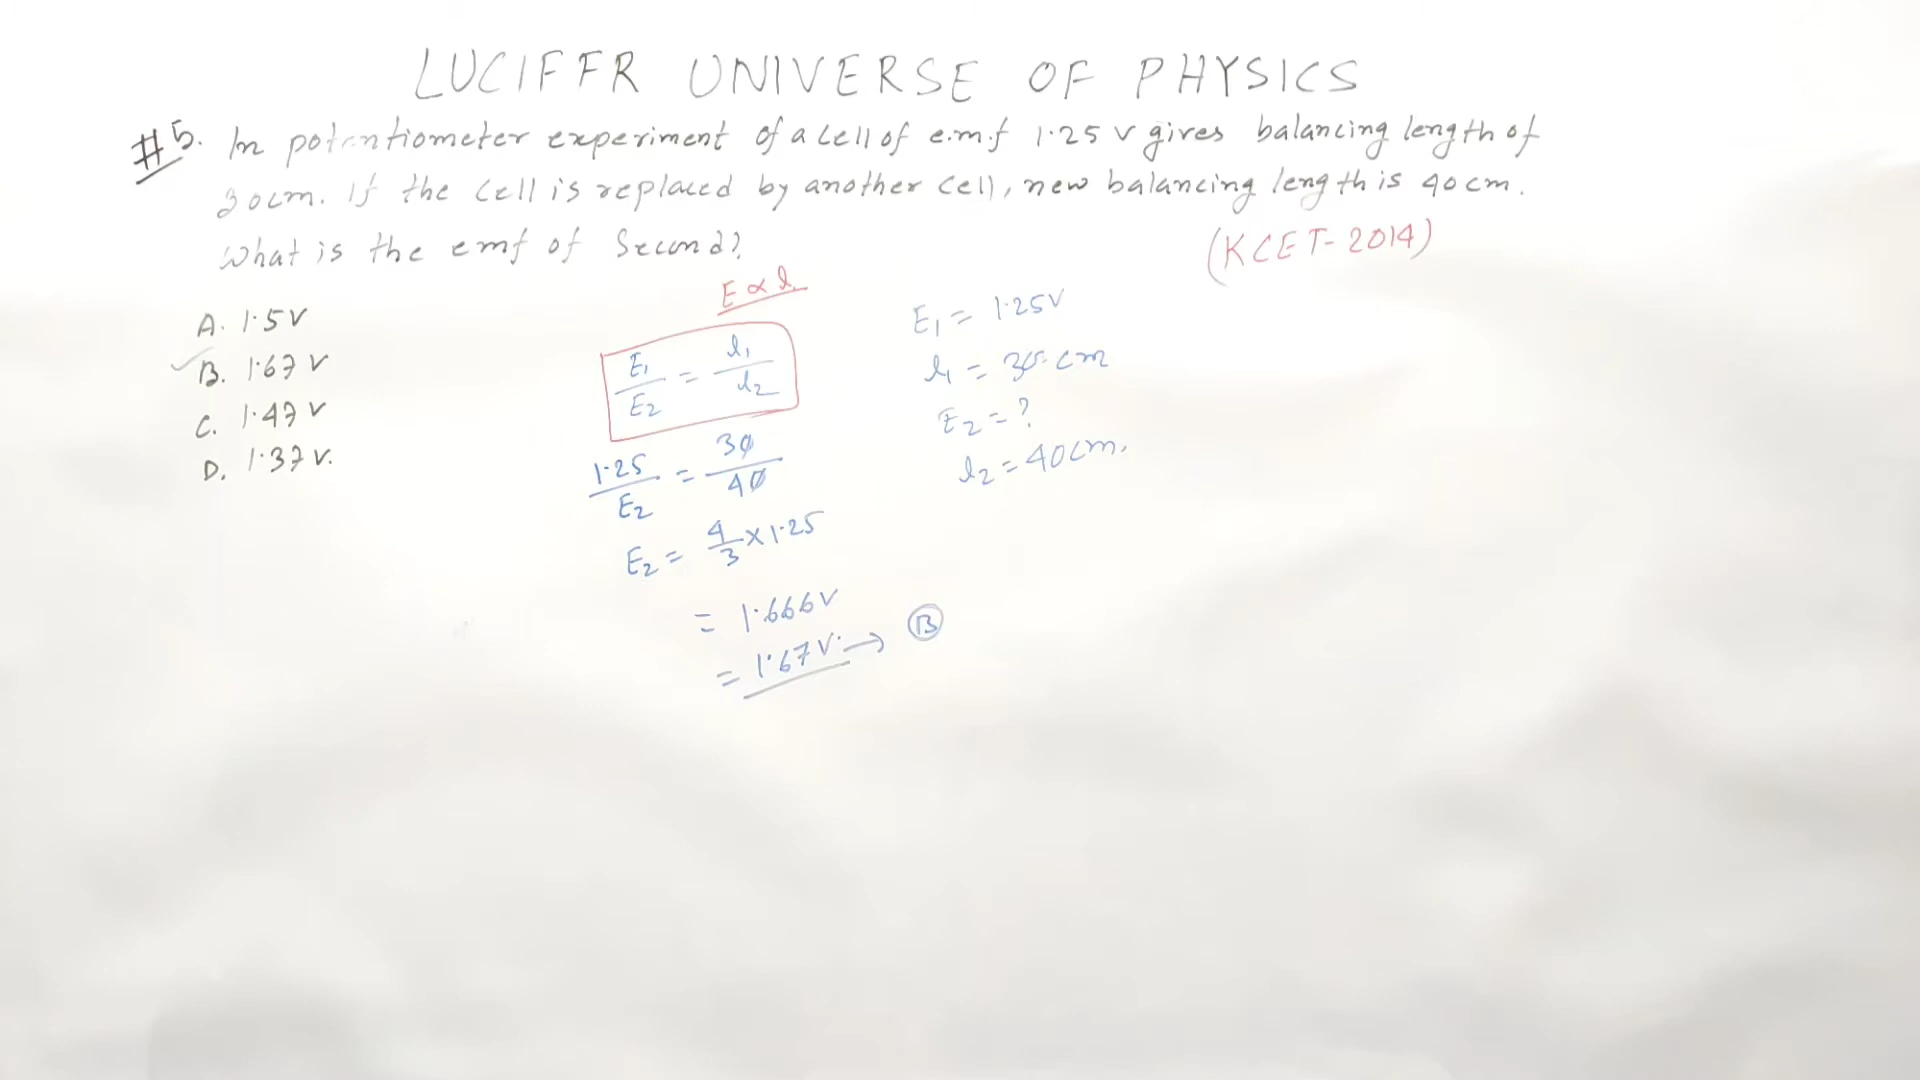 LUCIFFR UNIVERSE OF PHYSICS
#5. In potentiometer experiment of a cell of e.m.f 1.25 v gives balancing length of
30cm. If the cell is replaced by another cell, new balancing length is 40cm.
What is the emf of Second?
(KCET-2014)
A. 1.5V
B. 1.67 V
C. 1.47 V
D. 1.37 V.
E ∝ l.
E1/E2 = l1/l2
1.25/E2 = 30/40
E2 = 4/3 x 1.25
= 1.666V
= 1.67 V. → B
E1 = 1.25V
l1 = 30 cm
E2 = ?
l2 = 40cm.